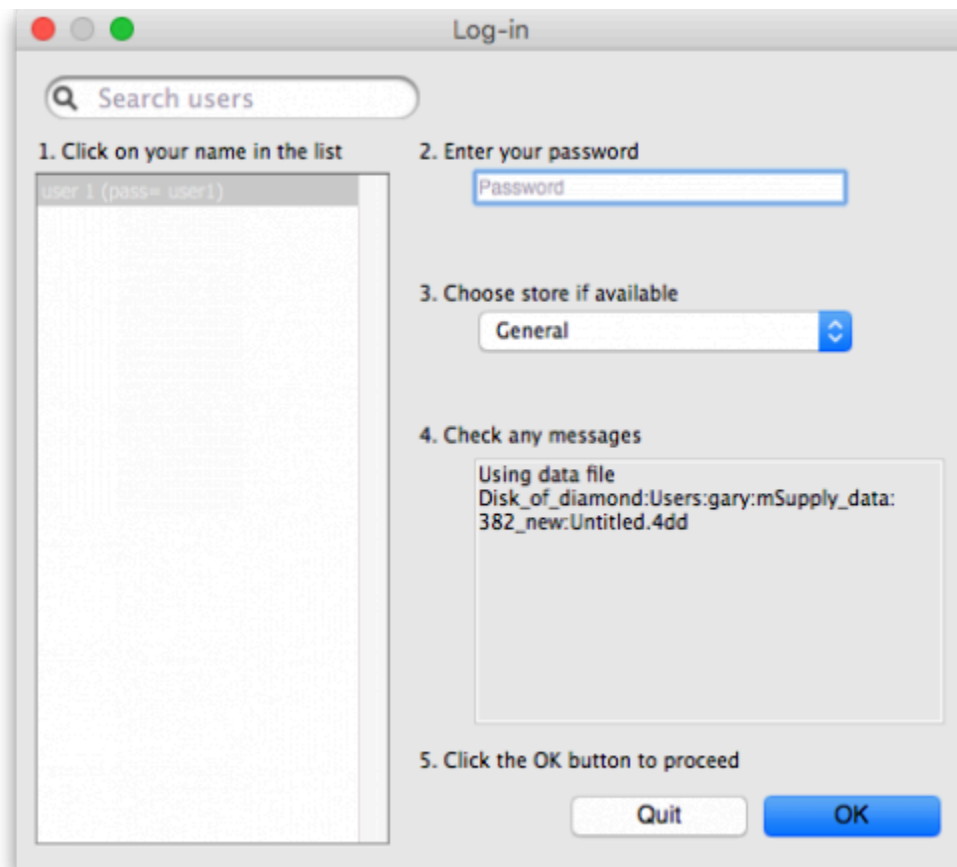 Log-in
Search users
1. Click on your name in the list
user 1 (pass= user1)
2. Enter your password
Password
3. Choose store if available
General
4. Check any messages
Using data file
Disk_of_diamond:Users:gary:mSupply_data:
382_new:Untitled.4dd
5. Click the OK button to proceed
Quit
OK